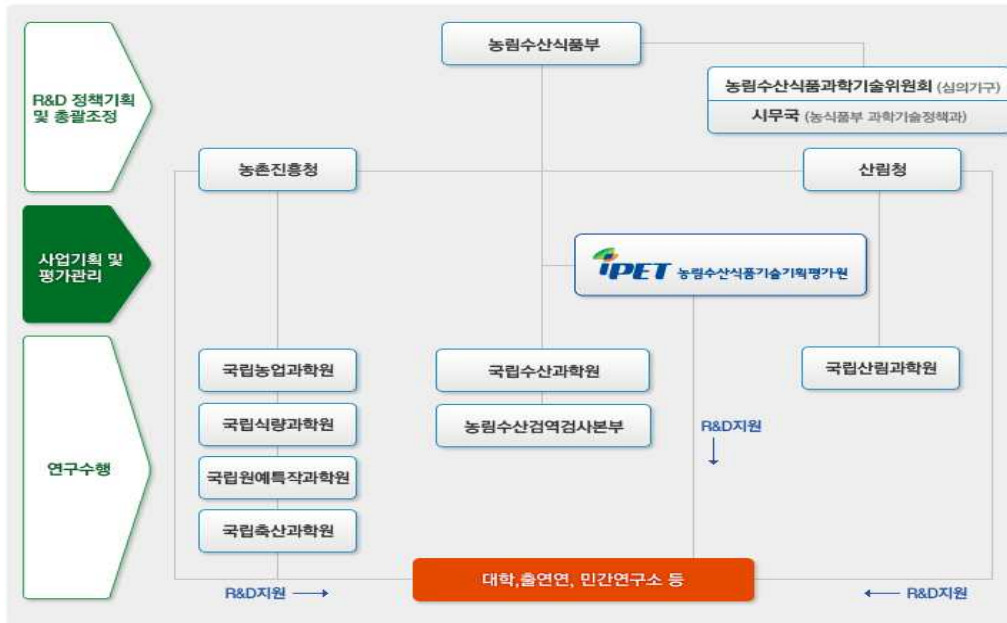 농림수산식품부
R&D 정책기획
및 총괄조정
농림수산식품과학기술위원회 (심의기구)
시무국 (농식품부 과학기술정책과)
농촌진흥청
산림청
사업기획 및
평가관리
iPET 농림수산식품기술기획평가원
국립농업과학원
국립수산과학원
국립산림과학원
국립식량과학원
농림수산검역검사본부
R&D지원
연구수행
국립원예특작과학원
국립축산과학원
대학,출연연, 민간연구소 등
R&D지원
R&D지원